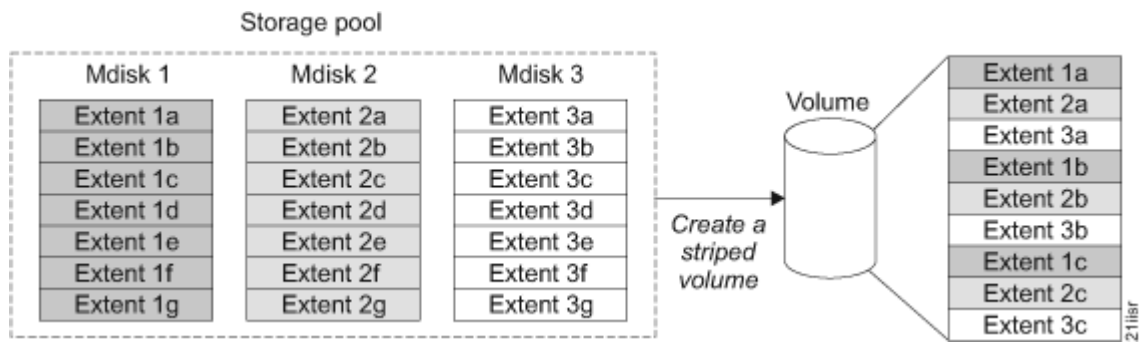 Storage pool
Mdisk 1
Extent 1a
Extent 1b
Extent 1c
Extent 1d
Extent 1e
Extent 1f
Extent 1g
Mdisk 2
Extent 2a
Extent 2b
Extent 2c
Extent 2d
Extent 2e
Extent 2f
Extent 2g
Mdisk 3
Extent 3a
Extent 3b
Extent 3c
Extent 3d
Extent 3e
Extent 3f
Extent 3g
Create a
striped
volume
Volume
Extent 1a
Extent 2a
Extent 3a
Extent 1b
Extent 2b
Extent 3b
Extent 1c
Extent 2c
Extent 3c
21iisr